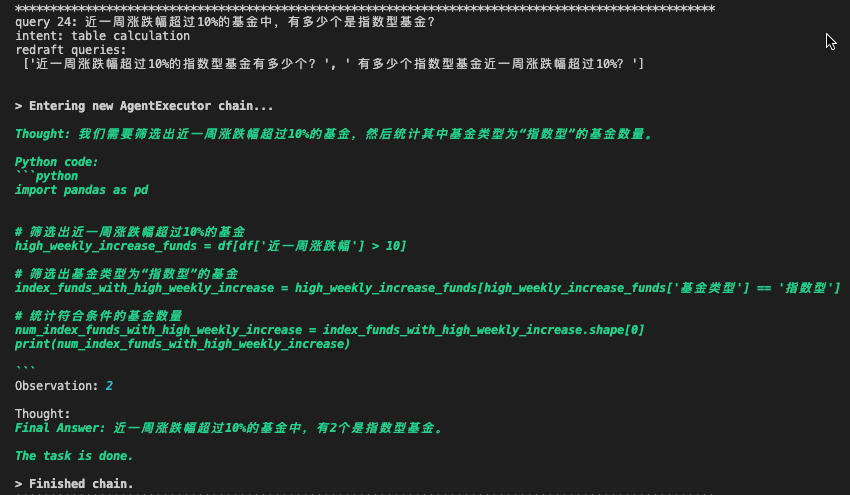 ****************************************************************************************************
query 24: 近一周涨跌幅超过10%的基金中，有多少个是指数型基金？
intent: table calculation
redraft queries:
['近一周涨跌幅超过10%的指数型基金有多少个？', ' 有多少个指数型基金近一周涨跌幅超过10%？']
> Entering new AgentExecutor chain...
Thought: 我们需要筛选出近一周涨跌幅超过10%的基金，然后统计其中基金类型为“指数型”的基金数量。
Python code:
```python
import pandas as pd
# 筛选出近一周涨跌幅超过10%的基金
high_weekly_increase_funds = df[df['近一周涨跌幅'] > 10]
# 筛选出基金类型为“指数型”的基金
index_funds_with_high_weekly_increase = high_weekly_increase_funds[high_weekly_increase_funds['基金类型'] == '指数型']
# 统计符合条件的基金数量
num_index_funds_with_high_weekly_increase = index_funds_with_high_weekly_increase.shape[0]
print(num_index_funds_with_high_weekly_increase)
```
Observation: 2
Thought:
Final Answer: 近一周涨跌幅超过10%的基金中，有2个是指数型基金。
The task is done.
> Finished chain.